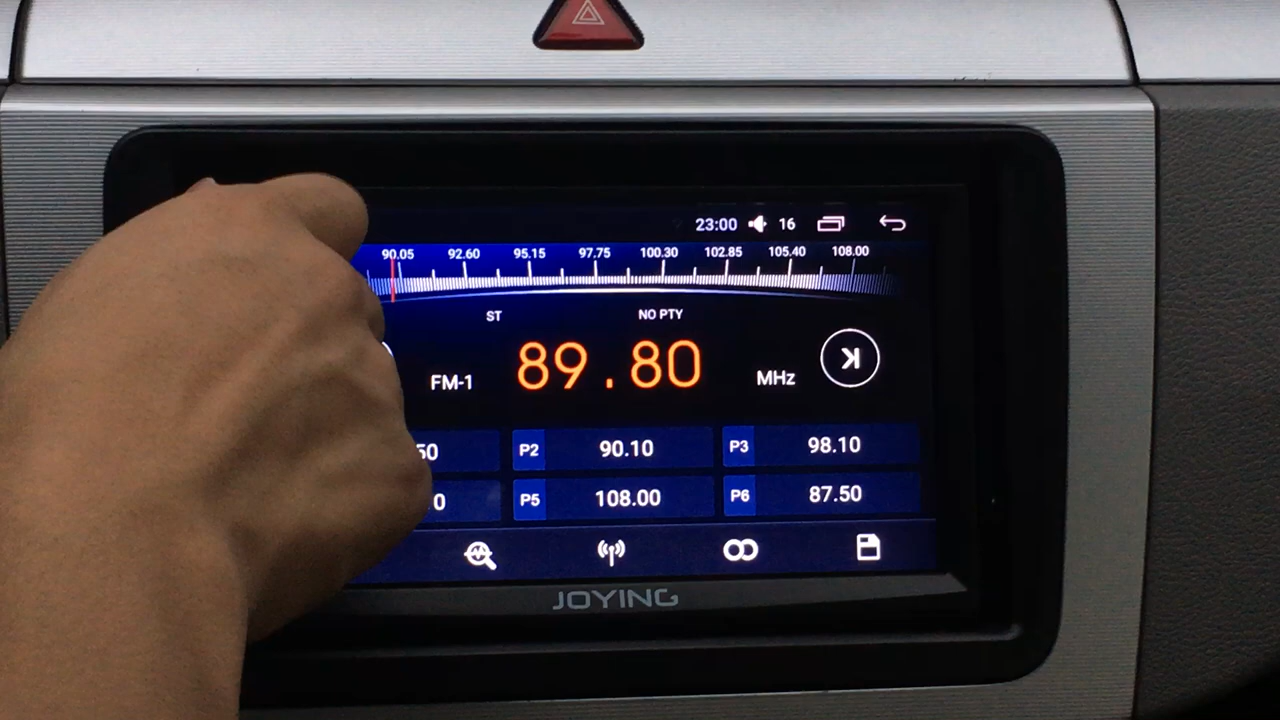 23:00 16
90.05 92.60 95.15 97.75 100.30 102.85 105.40 108.00
ST NO PTY
FM-1 89.80 MHz
50 P2 90.10 P3 98.10
0 P5 108.00 P6 87.50
JOYING